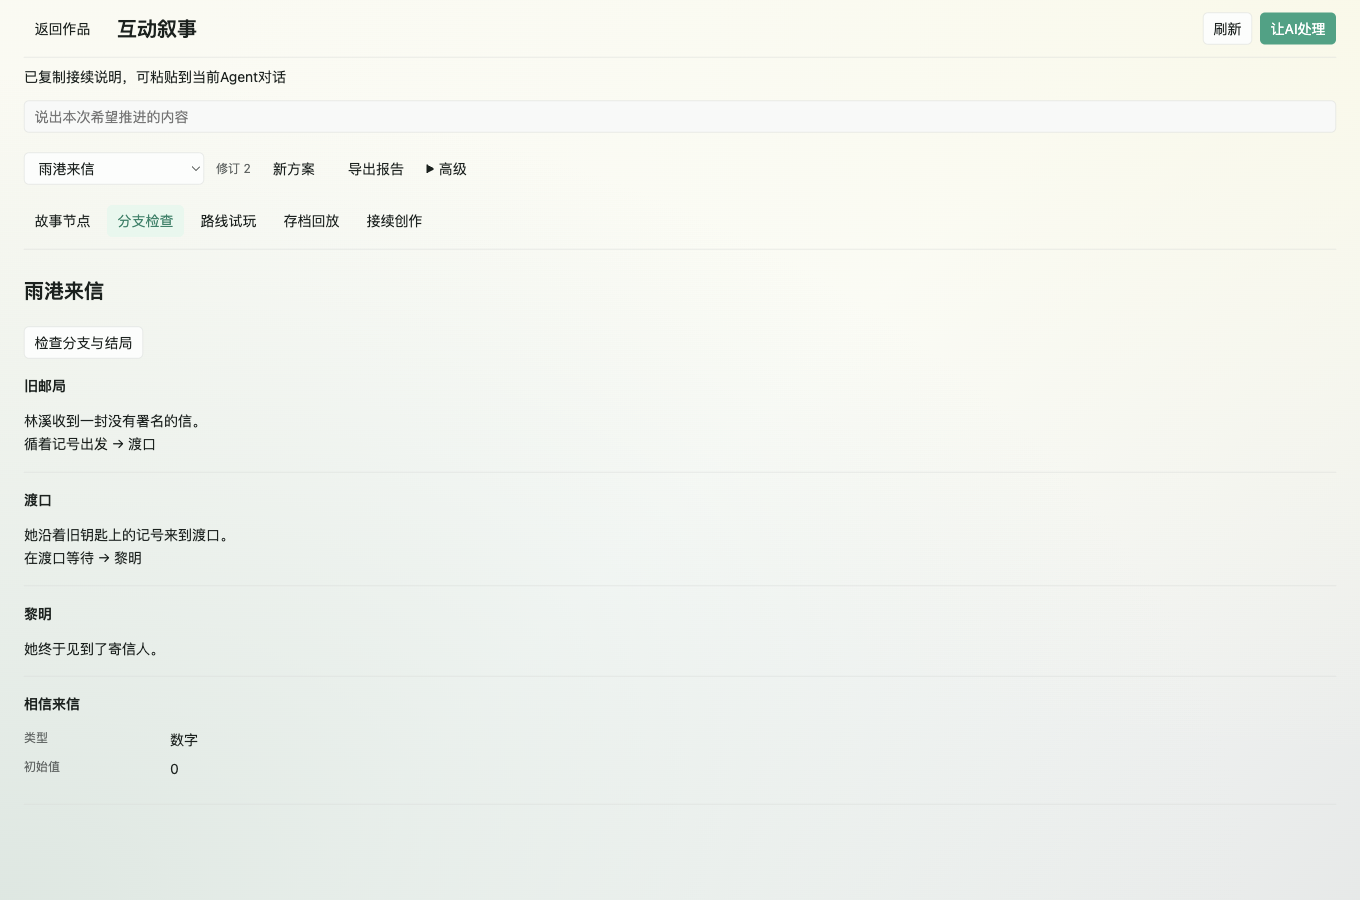 返回作品 互动叙事 刷新 让AI处理
已复制接续说明，可粘贴到当前Agent对话
说出本次希望推进的内容
雨港来信 修订 2 新方案 导出报告 ▶ 高级
故事节点 分支检查 路线试玩 存档回放 接续创作
雨港来信
检查分支与结局
旧邮局
林溪收到一封没有署名的信。
循着记号出发 → 渡口
渡口
她沿着旧钥匙上的记号来到渡口。
在渡口等待 → 黎明
黎明
她终于见到了寄信人。
相信来信
类型 数字
初始值 0